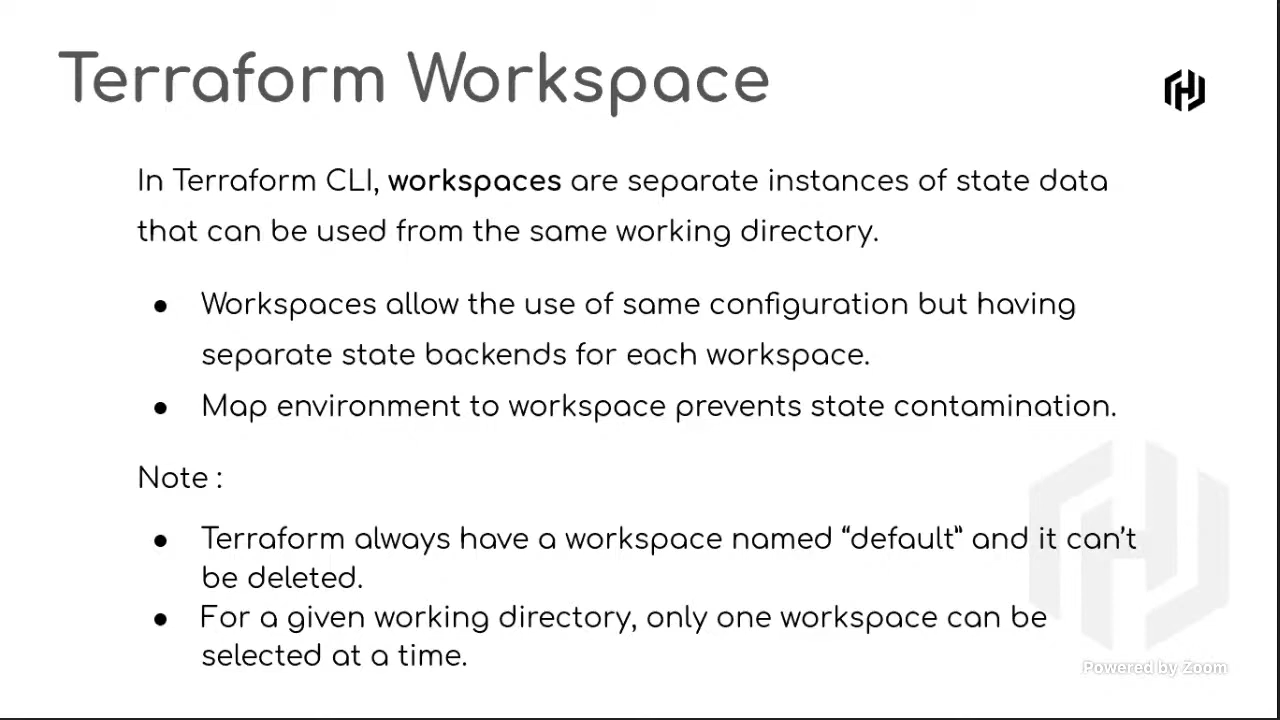 Terraform Workspace
In Terraform CLI, workspaces are separate instances of state data
that can be used from the same working directory.
● Workspaces allow the use of same configuration but having
separate state backends for each workspace.
● Map environment to workspace prevents state contamination.
Note :
● Terraform always have a workspace named “default” and it can’t
be deleted.
● For a given working directory, only one workspace can be
selected at a time.
Powered by Zoom